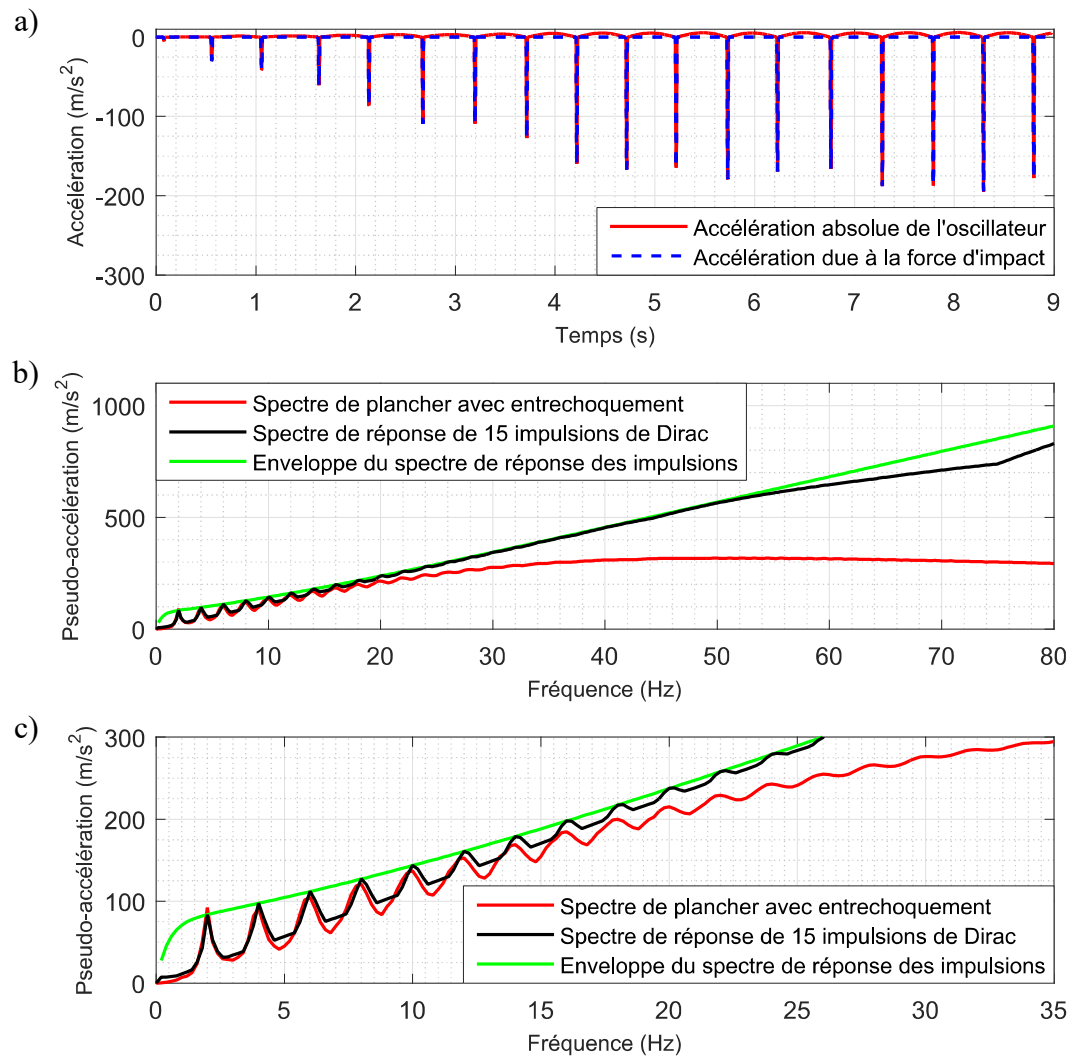 a)
0
-100
-200
-300
Accélération (m/s²)
Accélération absolue de l'oscillateur
Accélération due à la force d'impact
0 1 2 3 4 5 6 7 8 9
Temps (s)
b)
1000
500
0
Pseudo-accélération (m/s²)
Spectre de plancher avec entrechoquement
Spectre de réponse de 15 impulsions de Dirac
Enveloppe du spectre de réponse des impulsions
0 10 20 30 40 50 60 70 80
Fréquence (Hz)
c)
300
200
100
0
Pseudo-accélération (m/s²)
Spectre de plancher avec entrechoquement
Spectre de réponse de 15 impulsions de Dirac
Enveloppe du spectre de réponse des impulsions
0 5 10 15 20 25 30 35
Fréquence (Hz)